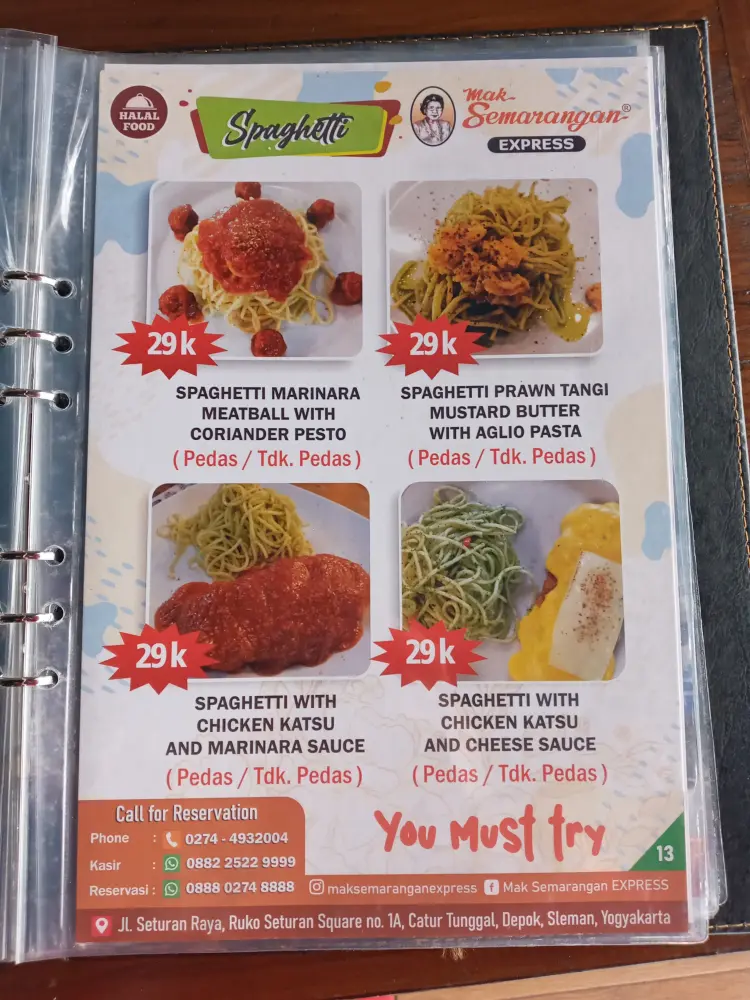 HALAL
FOOD
Spaghetti
Mak
Semarangan®
EXPRESS
29k
29k
SPAGHETTI MARINARA
MEATBALL WITH
CORIANDER PESTO
( Pedas / Tdk. Pedas )
SPAGHETTI PRAWN TANGI
MUSTARD BUTTER
WITH AGLIO PASTA
( Pedas / Tdk. Pedas )
29k
29k
SPAGHETTI WITH
CHICKEN KATSU
AND MARINARA SAUCE
( Pedas / Tdk. Pedas )
SPAGHETTI WITH
CHICKEN KATSU
AND CHEESE SAUCE
( Pedas / Tdk. Pedas )
Call for Reservation
Phone : 0274 - 4932004
Kasir : 0882 2522 9999
Reservasi : 0888 0274 8888
You Must try
13
maksemaranganexpress Mak Semarangan EXPRESS
Jl. Seturan Raya, Ruko Seturan Square no. 1A, Catur Tunggal, Depok, Sleman, Yogyakarta